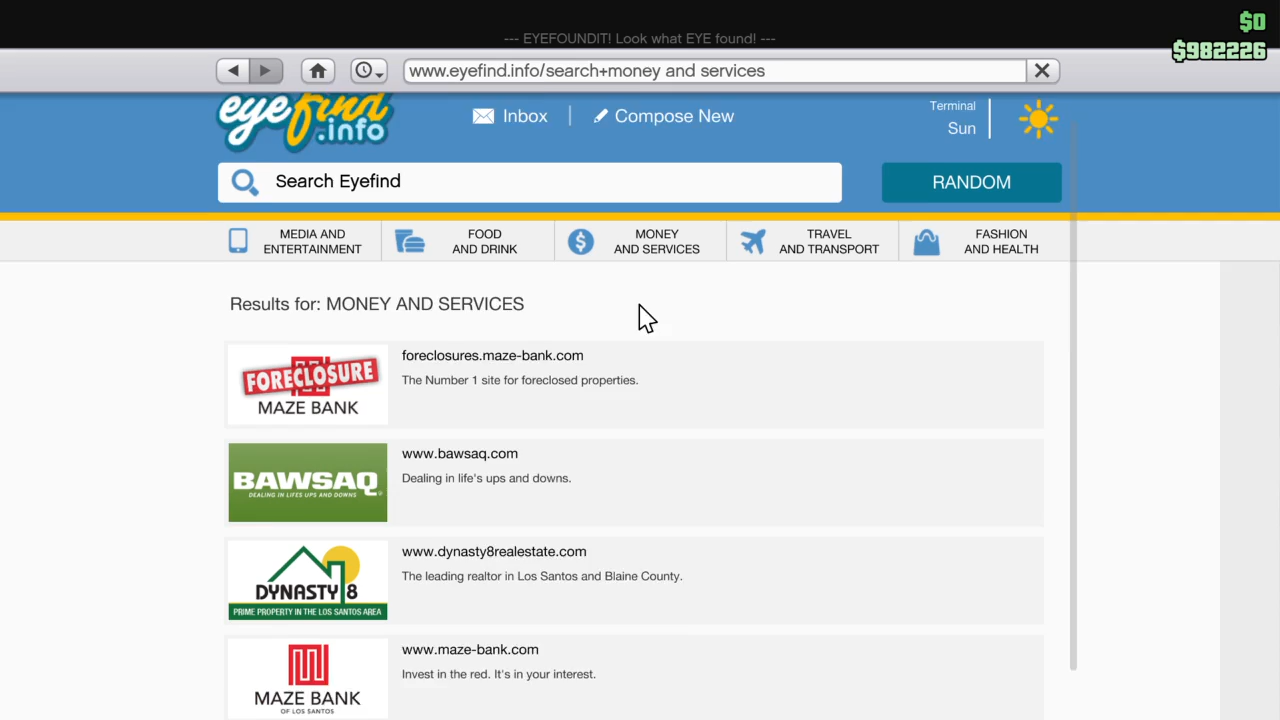 $0
$982226
--- EYEFOUNDIT! Look what EYE found! ---
www.eyefind.info/search+money and services
eyefind
.info
Inbox
Compose New
Terminal
Sun
Search Eyefind
RANDOM
MEDIA AND
ENTERTAINMENT
FOOD
AND DRINK
MONEY
AND SERVICES
TRAVEL
AND TRANSPORT
FASHION
AND HEALTH
Results for: MONEY AND SERVICES
FORECLOSURE
MAZE BANK
foreclosures.maze-bank.com
The Number 1 site for foreclosed properties.
BAWSAQ
DEALING IN LIFES UPS AND DOWNS
www.bawsaq.com
Dealing in life's ups and downs.
DYNASTY 8
PRIME PROPERTY IN THE LOS SANTOS AREA
www.dynasty8realestate.com
The leading realtor in Los Santos and Blaine County.
MAZE BANK
OF LOS SANTOS
www.maze-bank.com
Invest in the red. It's in your interest.